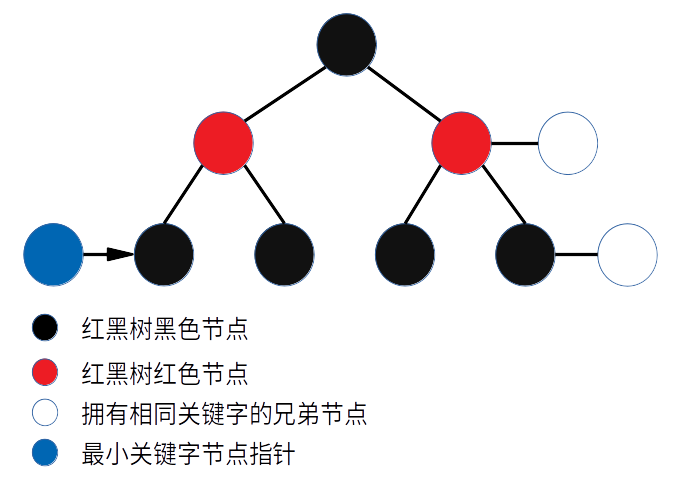 红黑树黑色节点
红黑树红色节点
拥有相同关键字的兄弟节点
最小关键字节点指针